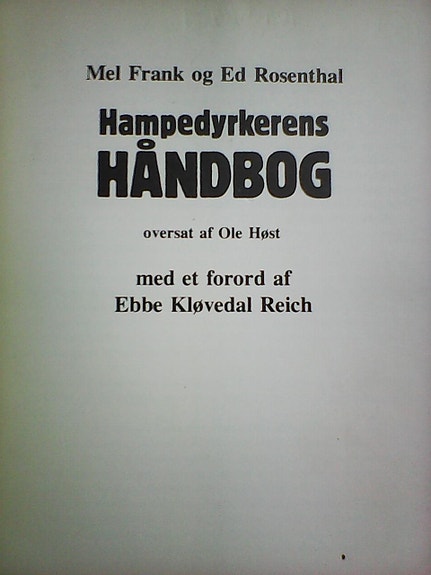 Mel Frank og Ed Rosenthal
Hampedyrkerens
HÅNDBOG
oversat af Ole Høst
med et forord af
Ebbe Kløvedal Reich